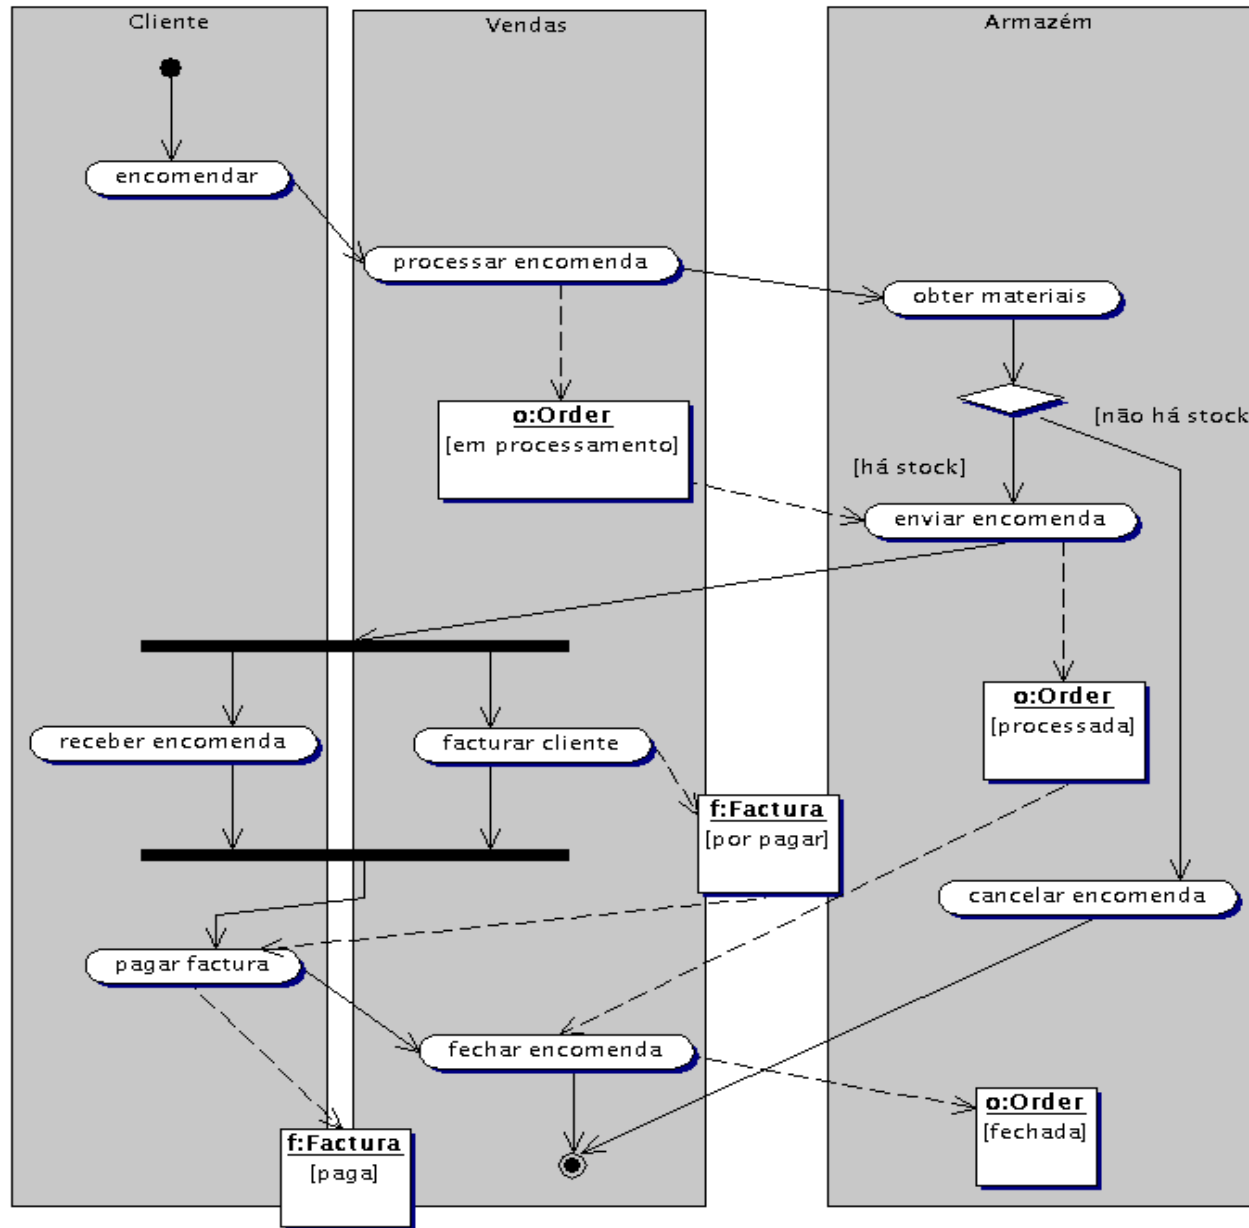 Cliente
Vendas
Armazém
encomendar
processar encomenda
obter materiais
o:Order
[em processamento]
[não há stock
[há stock]
enviar encomenda
o:Order
[processada]
receber encomenda
facturar cliente
f:Factura
[por pagar]
cancelar encomenda
pagar factura
fechar encomenda
o:Order
[fechada]
f:Factura
[paga]